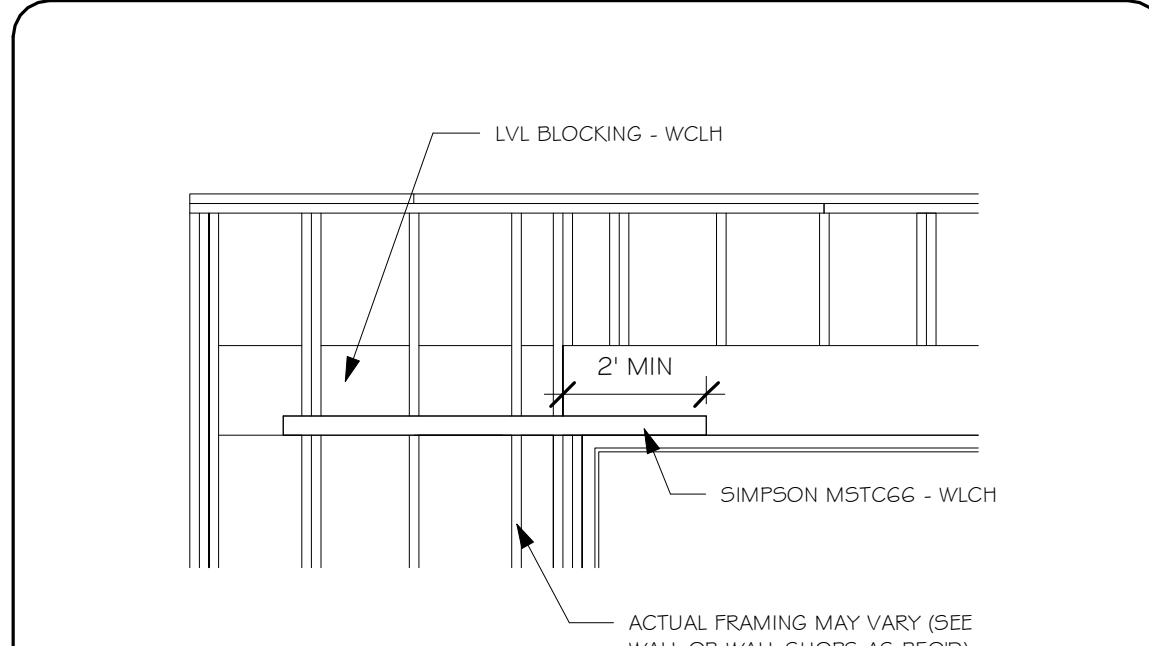 LVL BLOCKING - WCLH
2' MIN
SIMPSON MSTC66 - WLCH
ACTUAL FRAMING MAY VARY (SEE